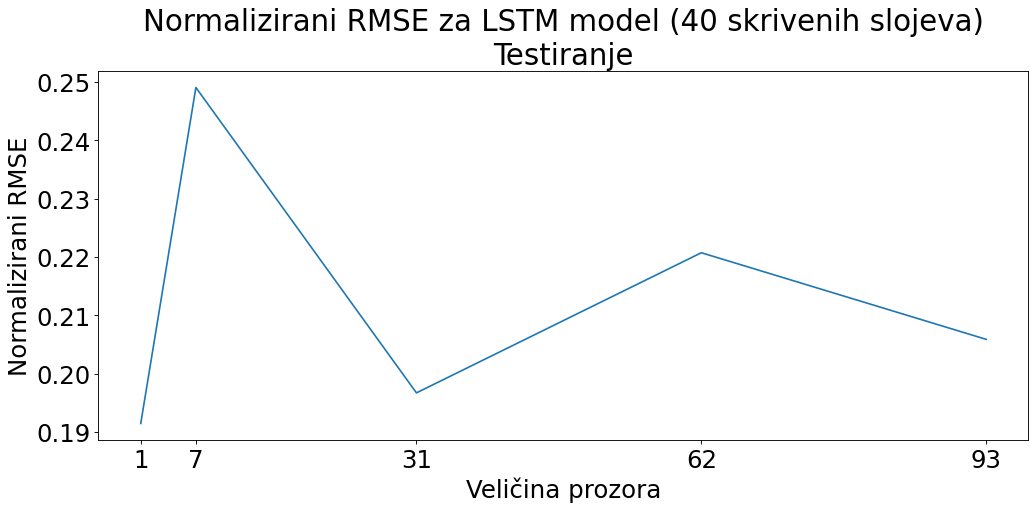 Normalizirani RMSE za LSTM model (40 skrivenih slojeva)
Testiranje
Normalizirani RMSE
0.25
0.24
0.23
0.22
0.21
0.20
0.19
1 7 31 62 93
Veličina prozora